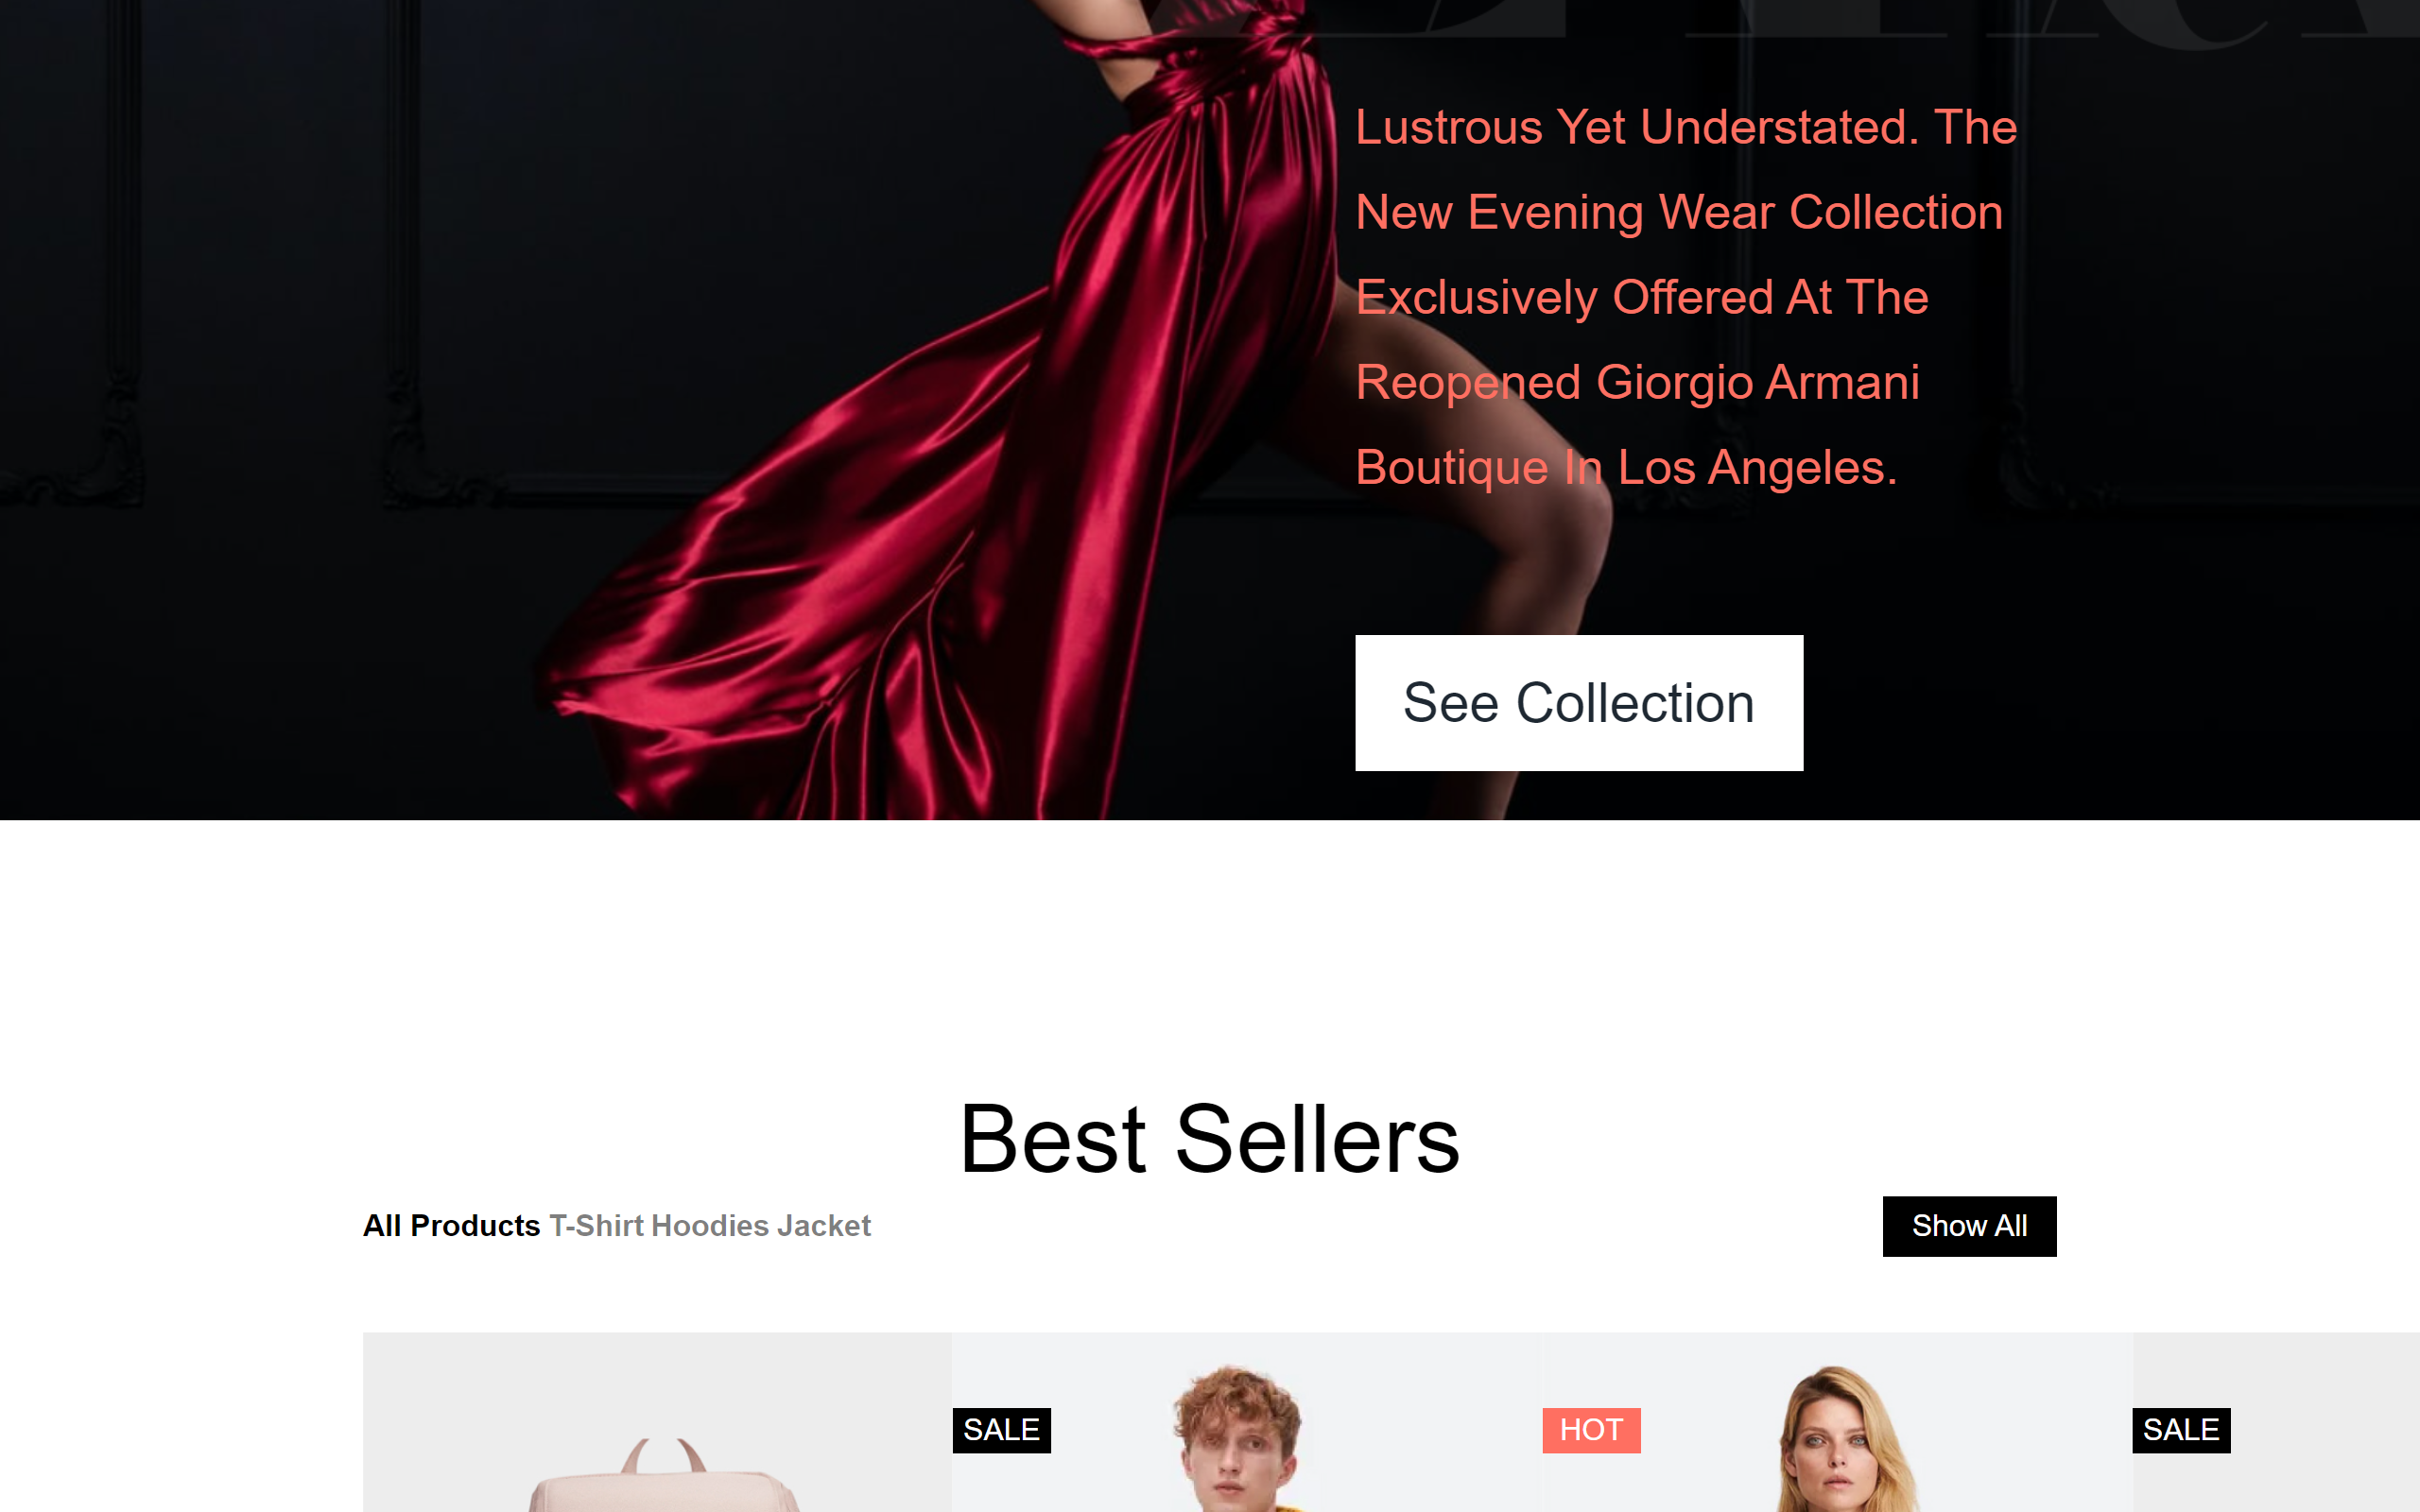 Lustrous Yet Understated. The
New Evening Wear Collection
Exclusively Offered At The
Reopened Giorgio Armani
Boutique In Los Angeles.
See Collection
Best Sellers
All Products T-Shirt Hoodies Jacket
Show All
SALE
HOT
SALE